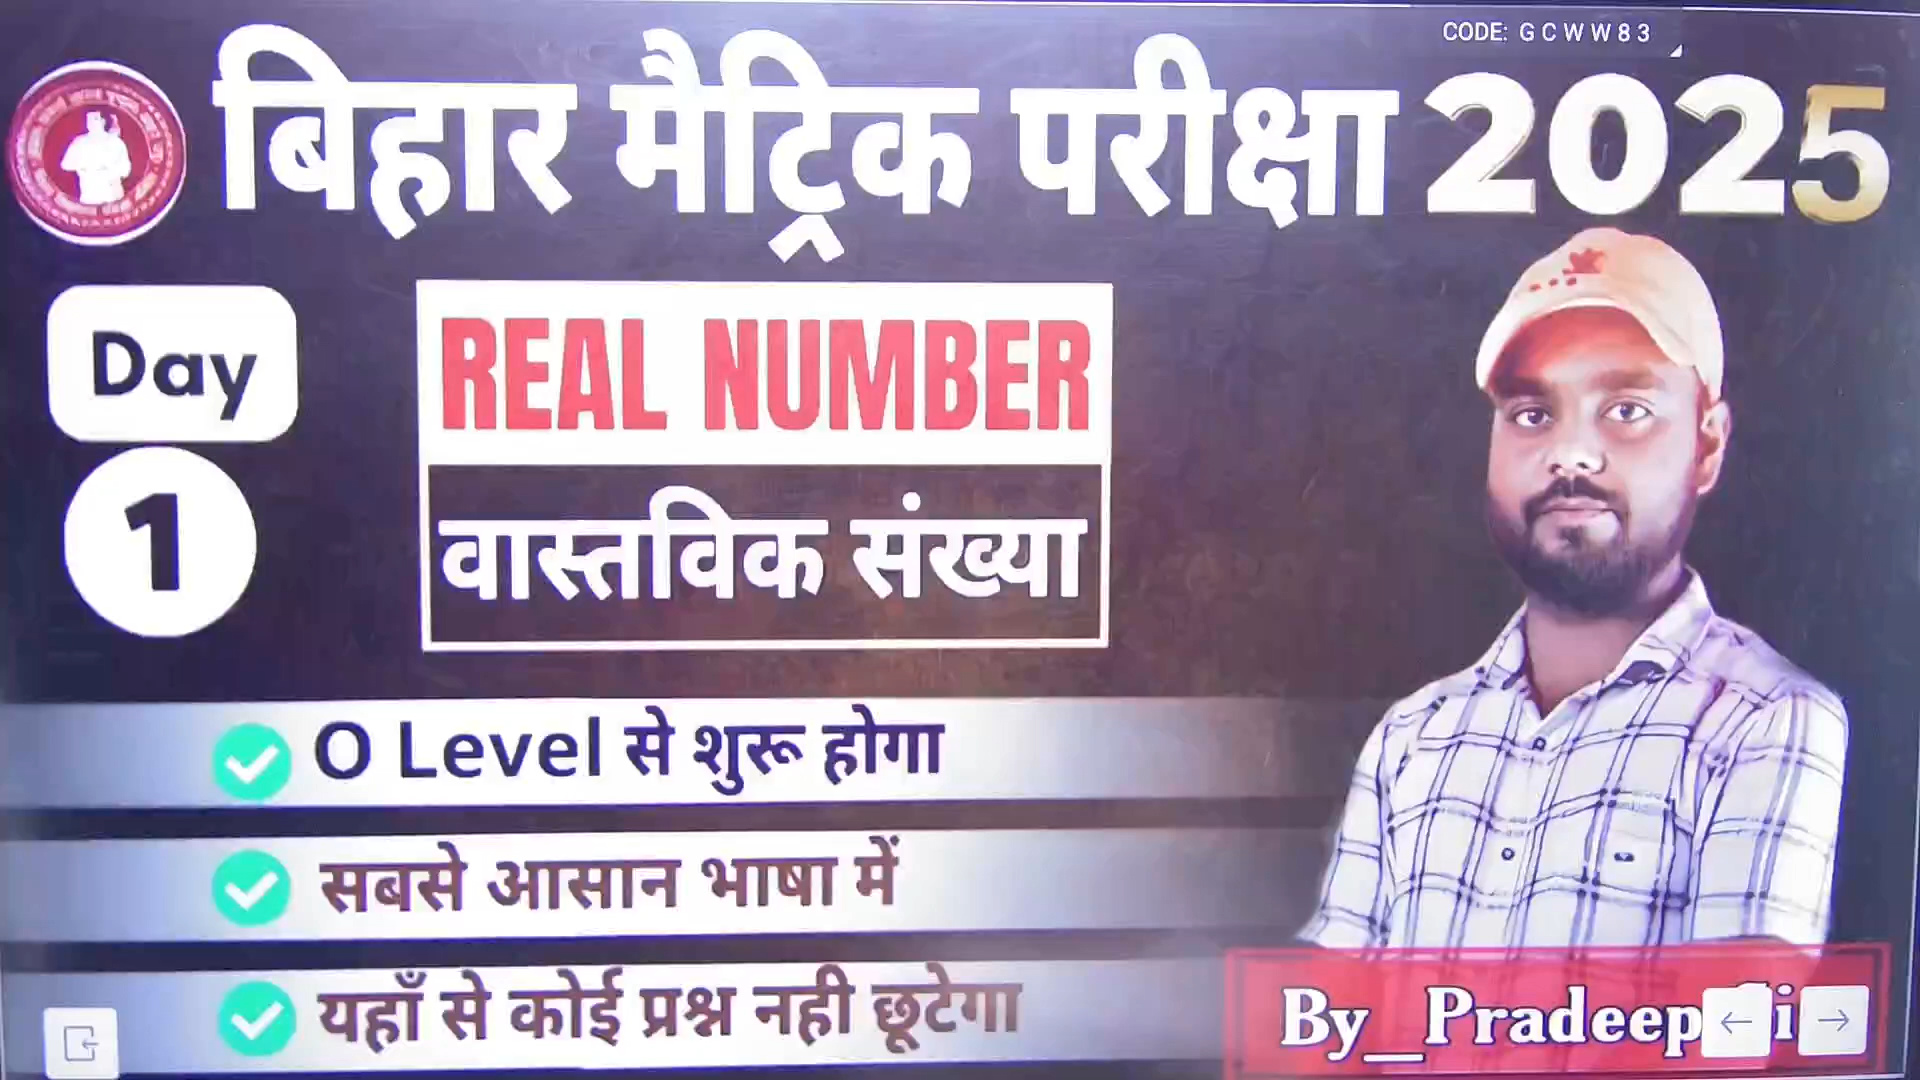 CODE: G C W W 8 3
बिहार मैट्रिक परीक्षा 2025
Day
1
REAL NUMBER
वास्तविक संख्या
O Level से शुरू होगा
सबसे आसान भाषा में
यहाँ से कोई प्रश्न नही छूटेगा
By_Pradeep